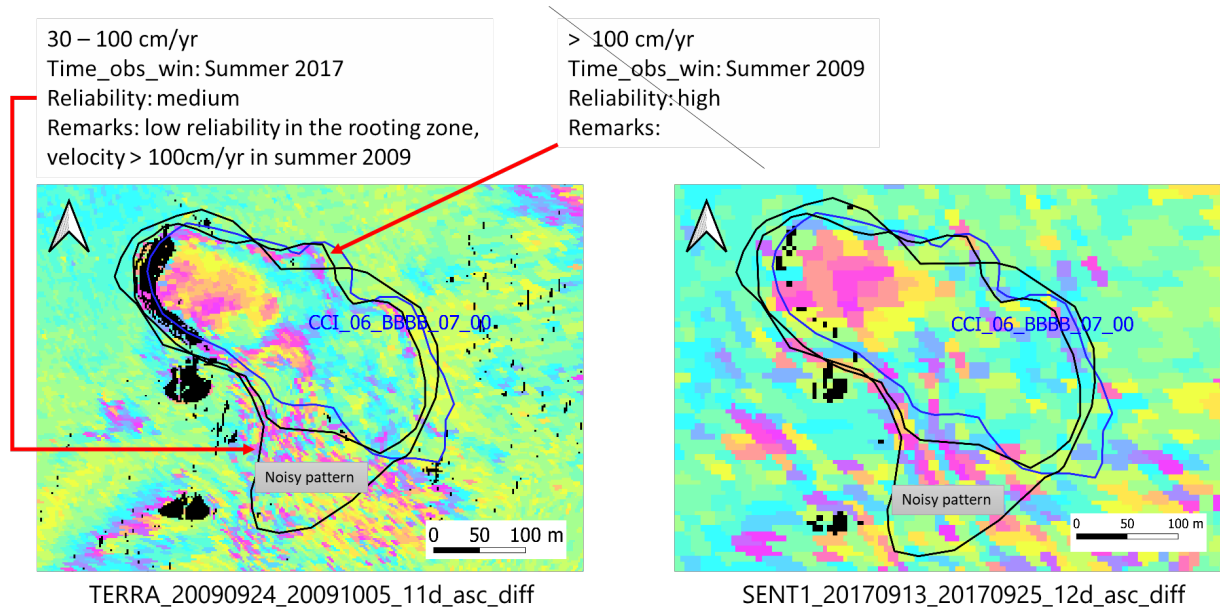 30 – 100 cm/yr
Time_obs_win: Summer 2017
Reliability: medium
Remarks: low reliability in the rooting zone,
velocity > 100cm/yr in summer 2009
> 100 cm/yr
Time_obs_win: Summer 2009
Reliability: high
Remarks:
CCI_06_BBBB_07_00
Noisy pattern
0 50 100 m
TERRA_20090924_20091005_11d_asc_diff
CCI_06_BBBB_07_00
Noisy pattern
0 50 100 m
SENT1_20170913_20170925_12d_asc_diff